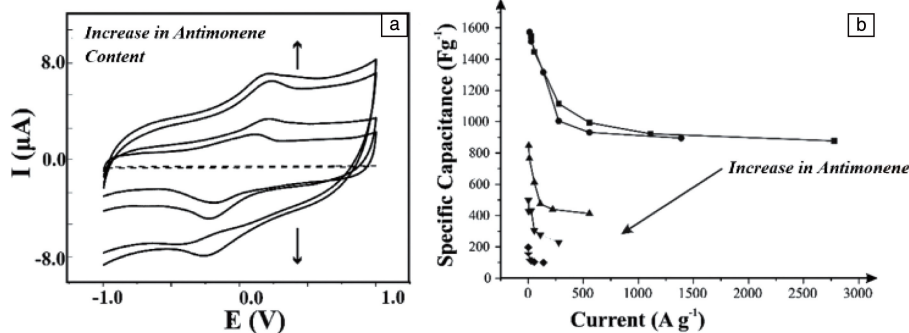 Increase in Antimonene
Content
a
8.0
0.0
-8.0
I (µA)
-1.0
0.0
1.0
E (V)
b
1600
1400
1200
1000
800
600
400
200
0
Specific Capacitance (Fg⁻¹)
Increase in Antimonene
0
500
1000
1500
2000
2500
3000
Current (A g⁻¹)